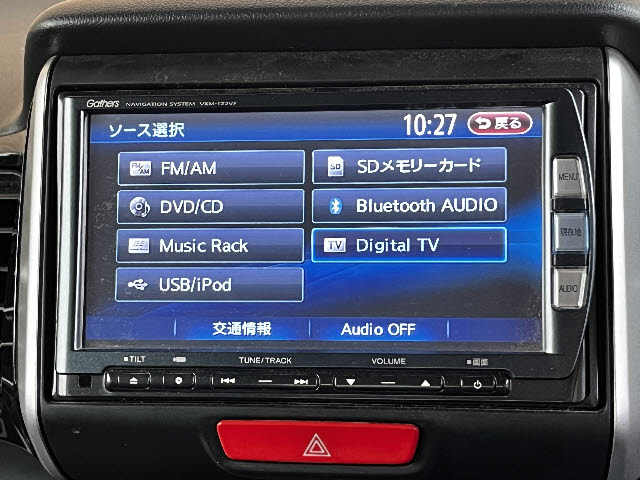 Gathers NAVIGATION SYSTEM VXM-122VF
ソース選択 10:27 戻る
FM/AM SDメモリーカード
DVD/CD Bluetooth AUDIO
Music Rack TV Digital TV
USB/iPod
交通情報 Audio OFF
MENU
現在地
AUDIO
TILT TUNE/TRACK VOLUME 画面